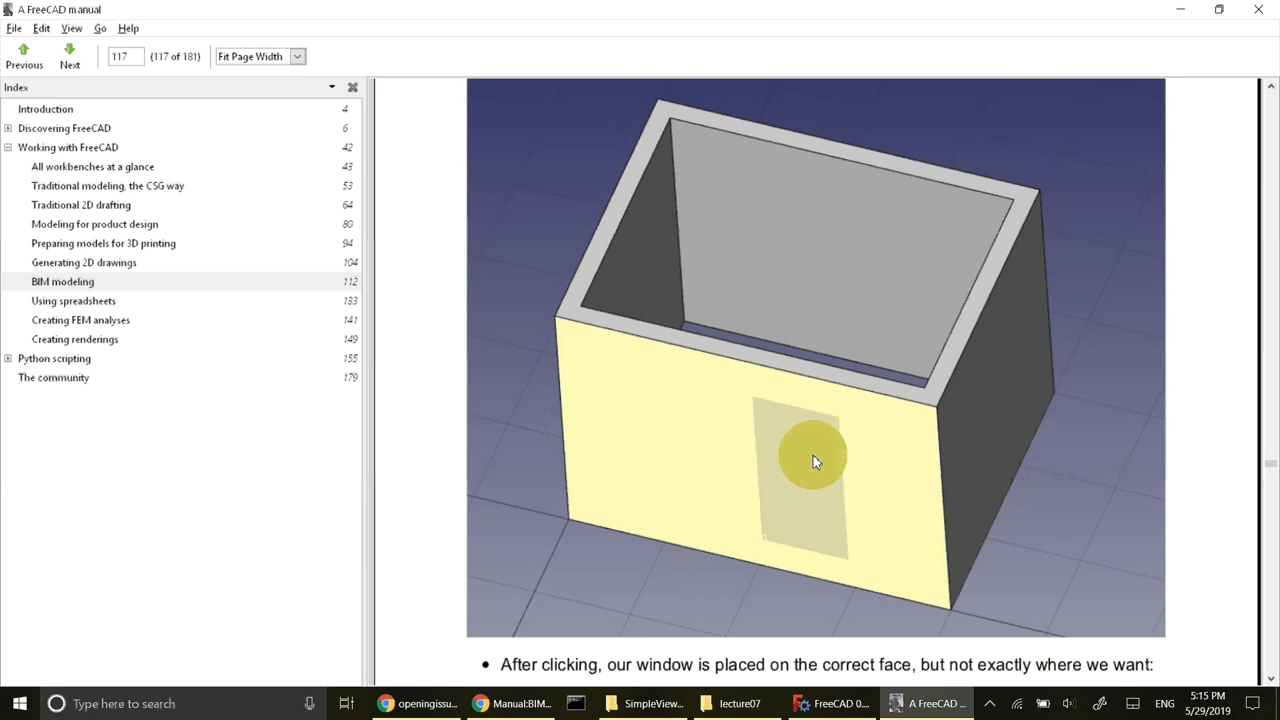 A FreeCAD manual
File Edit View Go Help
Previous Next 117 (117 of 181) Fit Page Width
Index
Introduction 4
Discovering FreeCAD 6
Working with FreeCAD 42
All workbenches at a glance 43
Traditional modeling, the CSG way 53
Traditional 2D drafting 64
Modeling for product design 80
Preparing models for 3D printing 94
Generating 2D drawings 104
BIM modeling 112
Using spreadsheets 133
Creating FEM analyses 141
Creating renderings 149
Python scripting 155
The community 179
• After clicking, our window is placed on the correct face, but not exactly where we want:
Type here to search
openingissu...
Manual:BIM...
SimpleView...
lecture07
FreeCAD 0...
A FreeCAD ...
ENG
5:15 PM
5/29/2019